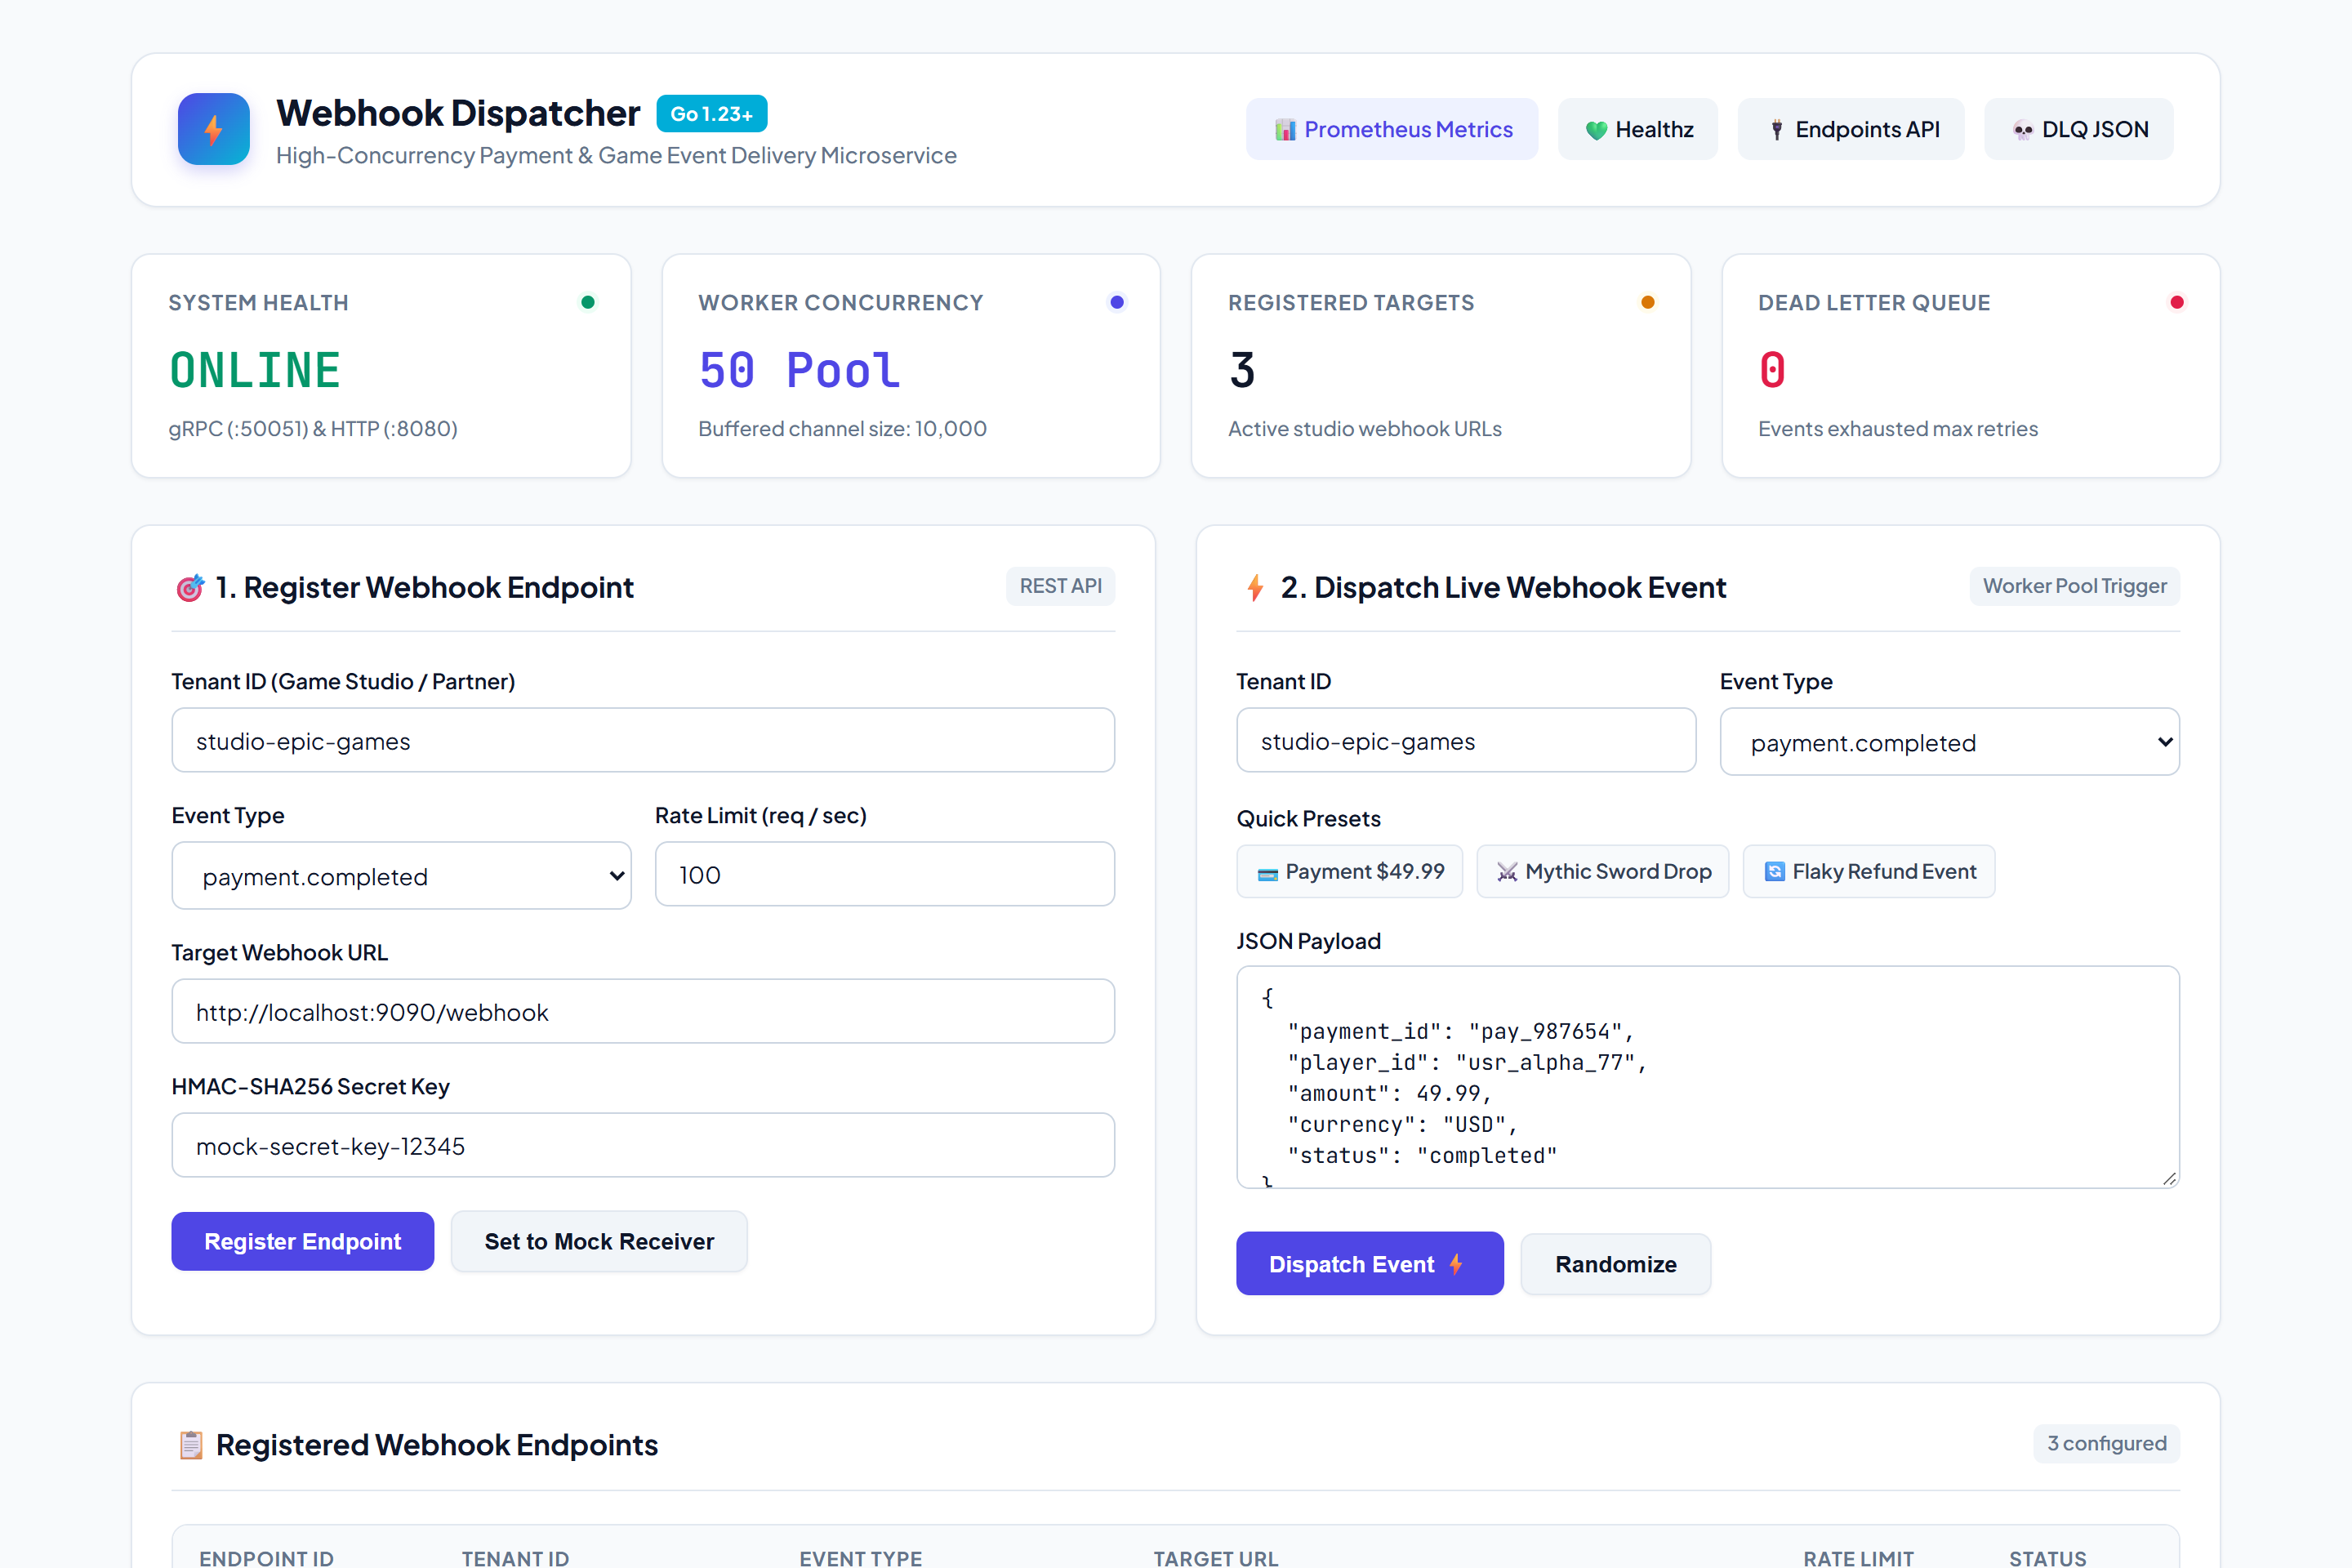 Webhook Dispatcher Go 1.23+
High-Concurrency Payment & Game Event Delivery Microservice
Prometheus Metrics
Healthz
Endpoints API
DLQ JSON
SYSTEM HEALTH
ONLINE
gRPC (:50051) & HTTP (:8080)
WORKER CONCURRENCY
50 Pool
Buffered channel size: 10,000
REGISTERED TARGETS
3
Active studio webhook URLs
DEAD LETTER QUEUE
0
Events exhausted max retries
1. Register Webhook Endpoint
REST API
Tenant ID (Game Studio / Partner)
studio-epic-games
Event Type
payment.completed
Rate Limit (req / sec)
100
Target Webhook URL
http://localhost:9090/webhook
HMAC-SHA256 Secret Key
mock-secret-key-12345
Register Endpoint
Set to Mock Receiver
2. Dispatch Live Webhook Event
Worker Pool Trigger
Tenant ID
studio-epic-games
Event Type
payment.completed
Quick Presets
Payment $49.99
Mythic Sword Drop
Flaky Refund Event
JSON Payload
{
"payment_id": "pay_987654",
"player_id": "usr_alpha_77",
"amount": 49.99,
"currency": "USD",
"status": "completed"
}
Dispatch Event
Randomize
Registered Webhook Endpoints
3 configured
ENDPOINT ID
TENANT ID
EVENT TYPE
TARGET URL
RATE LIMIT
STATUS